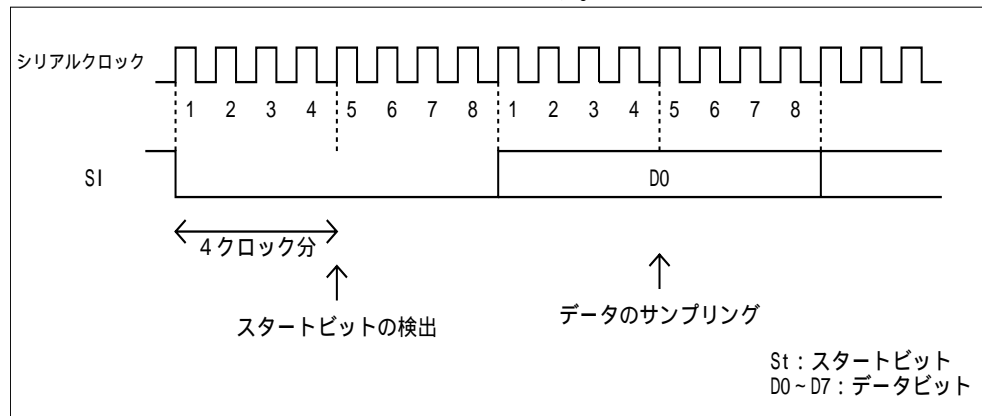 シリアルクロック
1 2 3 4 5 6 7 8 1 2 3 4 5 6 7 8
SI
D0
4クロック分
スタートビットの検出
データのサンプリング
St:スタートビット
D0~D7:データビット